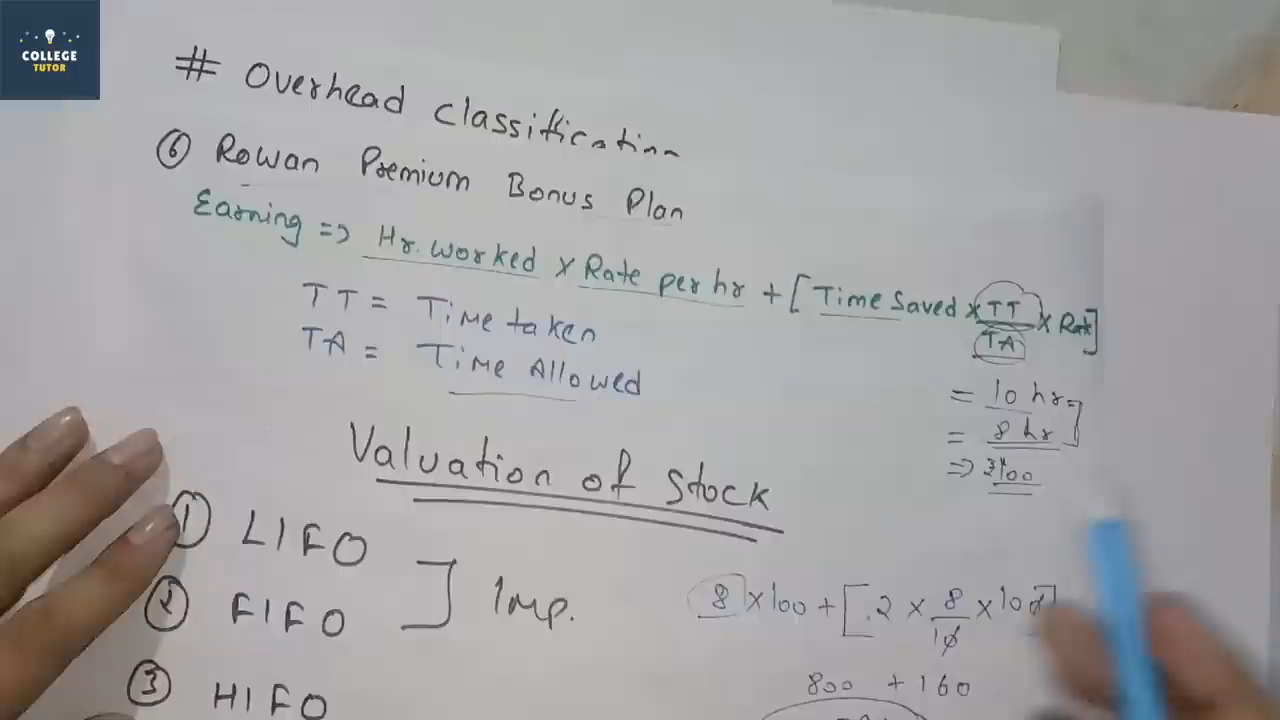 COLLEGE
TUTOR
# Overhead Classification
⑥ Rowan Premium Bonus Plan
Earning => Hr. worked × Rate per hr + [Time Saved × TT/TA × Rate]
TT = Time taken
TA = Time Allowed
= 10 hr
= 8 hr
=> 100
Valuation of Stock
① LIFO
② FIFO
] Imp.
③ HIFO
8 × 100 + [2 × 8/10 × 100]
800 + 160